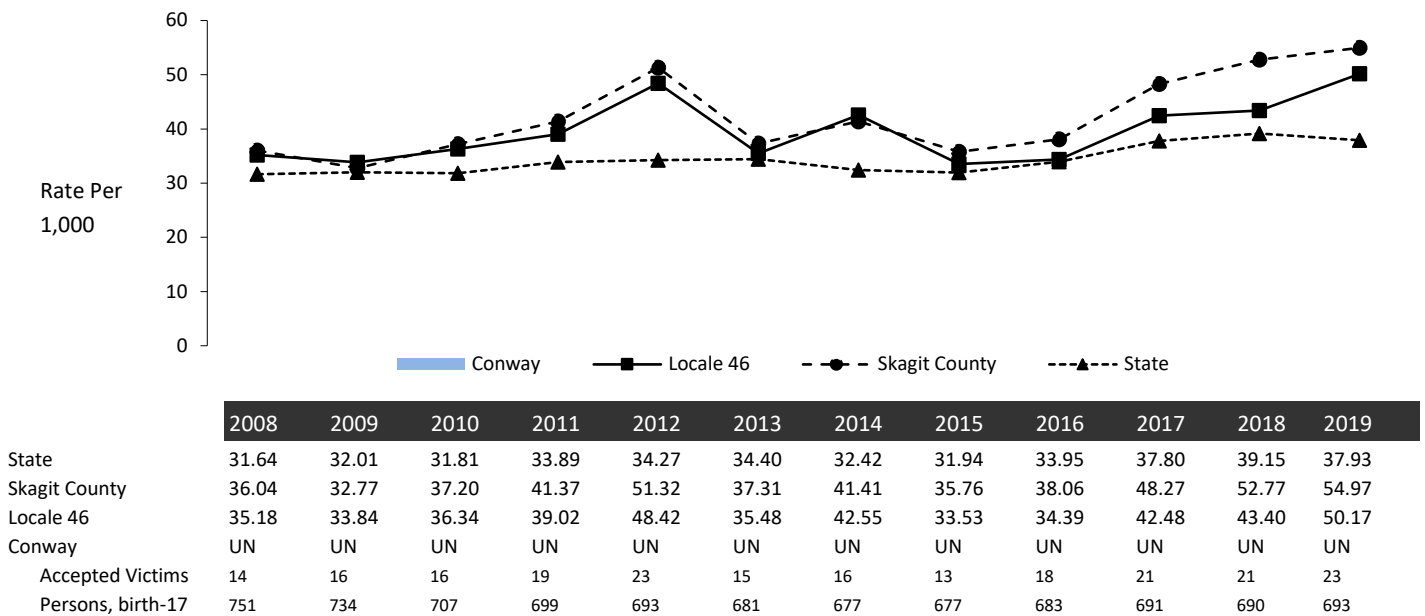 60
50
40
30
20
10
0
Rate Per
1,000
Conway Locale 46 Skagit County State
2008 2009 2010 2011 2012 2013 2014 2015 2016 2017 2018 2019
State 31.64 32.01 31.81 33.89 34.27 34.40 32.42 31.94 33.95 37.80 39.15 37.93
Skagit County 36.04 32.77 37.20 41.37 51.32 37.31 41.41 35.76 38.06 48.27 52.77 54.97
Locale 46 35.18 33.84 36.34 39.02 48.42 35.48 42.55 33.53 34.39 42.48 43.40 50.17
Conway UN UN UN UN UN UN UN UN UN UN UN UN
Accepted Victims 14 16 16 19 23 15 16 13 18 21 21 23
Persons, birth-17 751 734 707 699 693 681 677 677 683 691 690 693